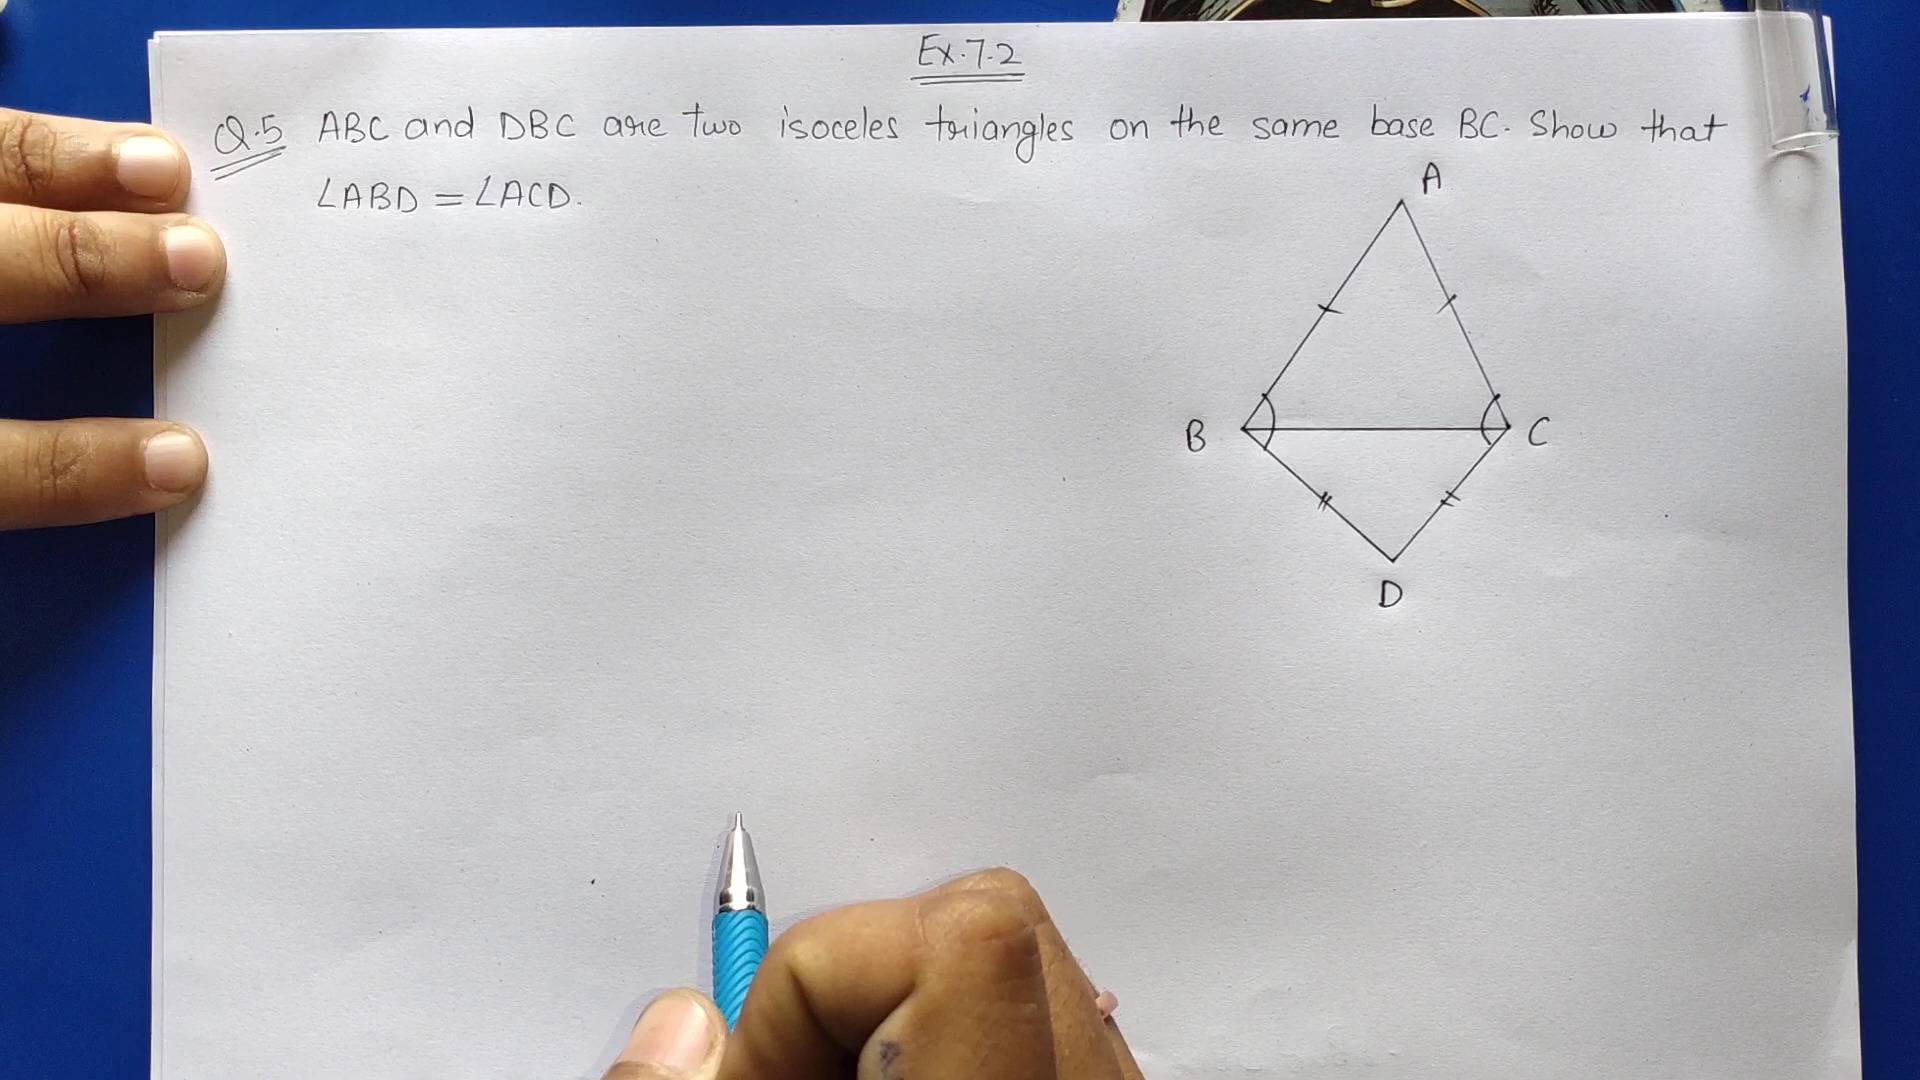 Ex.7.2
Q.5 ABC and DBC are two isoceles triangles on the same base BC. Show that
∠ABD = ∠ACD.
A
B
C
D